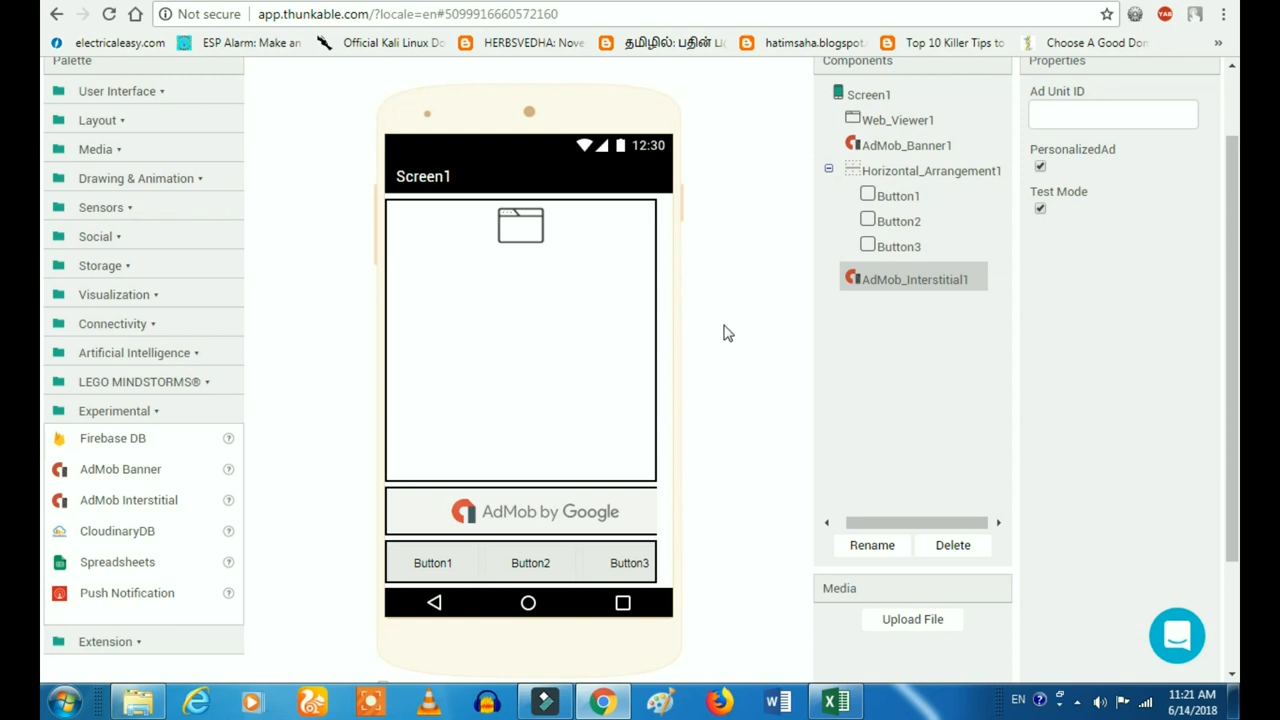 Not secure
app.thunkable.com/?locale=en#5099916660572160
YAB
electricaleasy.com
ESP Alarm: Make an
Official Kali Linux Do
HERBSVEDHA: Nove
தமிழில்: பதின் ப
hatimsaha.blogspot.
Top 10 Killer Tips to
Choose A Good Don
»
Palette
User Interface
Layout
Media
Drawing & Animation
Sensors
Social
Storage
Visualization
Connectivity
Artificial Intelligence
LEGO MINDSTORMS®
Experimental
Firebase DB
AdMob Banner
AdMob Interstitial
CloudinaryDB
Spreadsheets
Push Notification
Extension
12:30
Screen1
AdMob by Google
Button1
Button2
Button3
Components
Screen1
Web_Viewer1
AdMob_Banner1
Horizontal_Arrangement1
Button1
Button2
Button3
AdMob_Interstitial1
Rename
Delete
Media
Upload File
Properties
Ad Unit ID
PersonalizedAd
Test Mode
EN
11:21 AM
6/14/2018